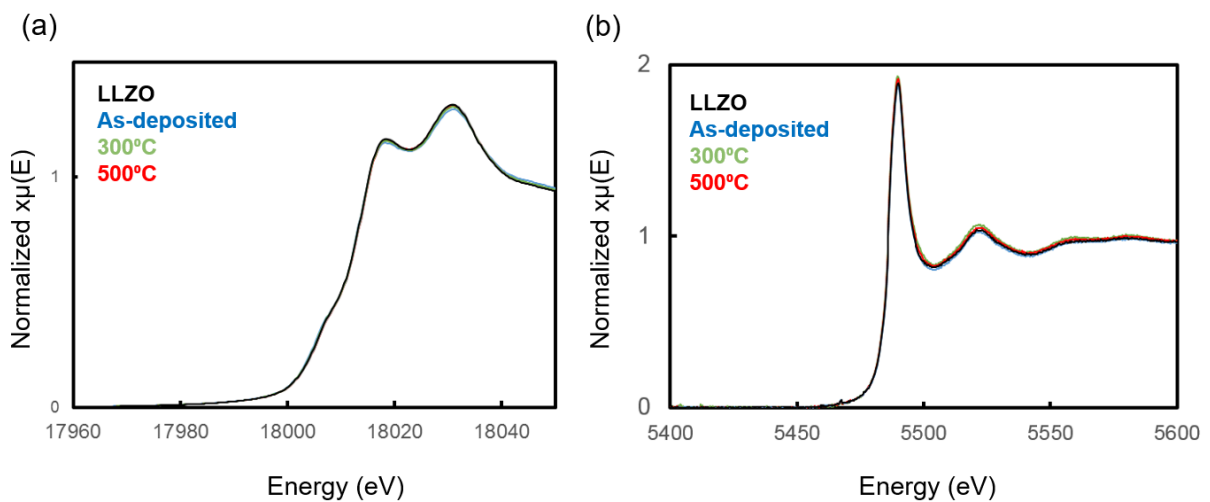 (a)
Normalized xµ(E)
LLZO
As-deposited
300ºC
500ºC
1
0
17960 17980 18000 18020 18040
Energy (eV)
(b)
Normalized xµ(E)
LLZO
As-deposited
300ºC
500ºC
2
1
0
5400 5450 5500 5550 5600
Energy (eV)